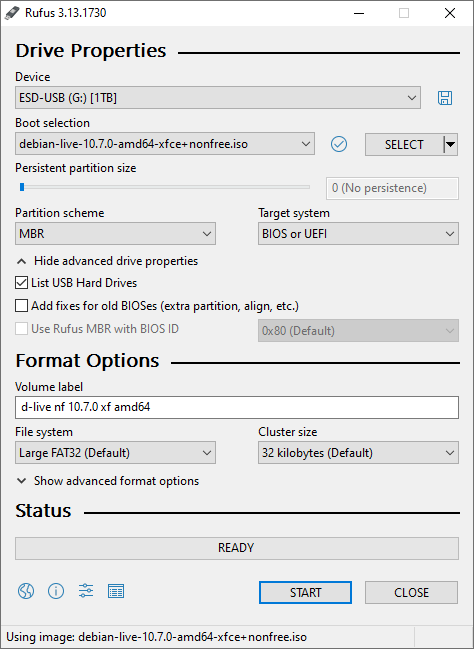 Rufus 3.13.1730
Drive Properties
Device
ESD-USB (G:) [1TB]
Boot selection
debian-live-10.7.0-amd64-xfce+nonfree.iso
SELECT
Persistent partition size
0 (No persistence)
Partition scheme
Target system
MBR
BIOS or UEFI
Hide advanced drive properties
List USB Hard Drives
Add fixes for old BIOSes (extra partition, align, etc.)
Use Rufus MBR with BIOS ID
0x80 (Default)
Format Options
Volume label
d-live nf 10.7.0 xf amd64
File system
Cluster size
Large FAT32 (Default)
32 kilobytes (Default)
Show advanced format options
Status
READY
START
CLOSE
Using image: debian-live-10.7.0-amd64-xfce+nonfree.iso